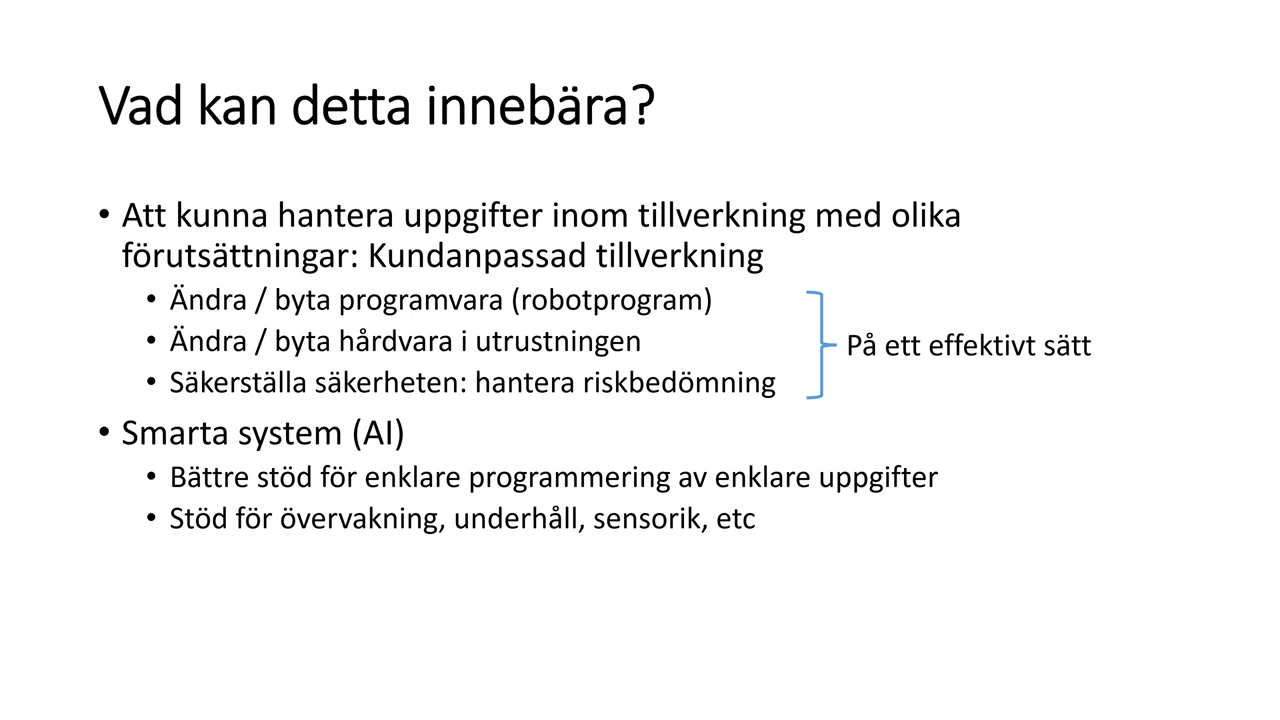 Vad kan detta innebära?
• Att kunna hantera uppgifter inom tillverkning med olika
förutsättningar: Kundanpassad tillverkning
• Ändra / byta programvara (robotprogram)
• Ändra / byta hårdvara i utrustningen
• Säkerställa säkerheten: hantera riskbedömning
På ett effektivt sätt
• Smarta system (AI)
• Bättre stöd för enklare programmering av enklare uppgifter
• Stöd för övervakning, underhåll, sensorik, etc